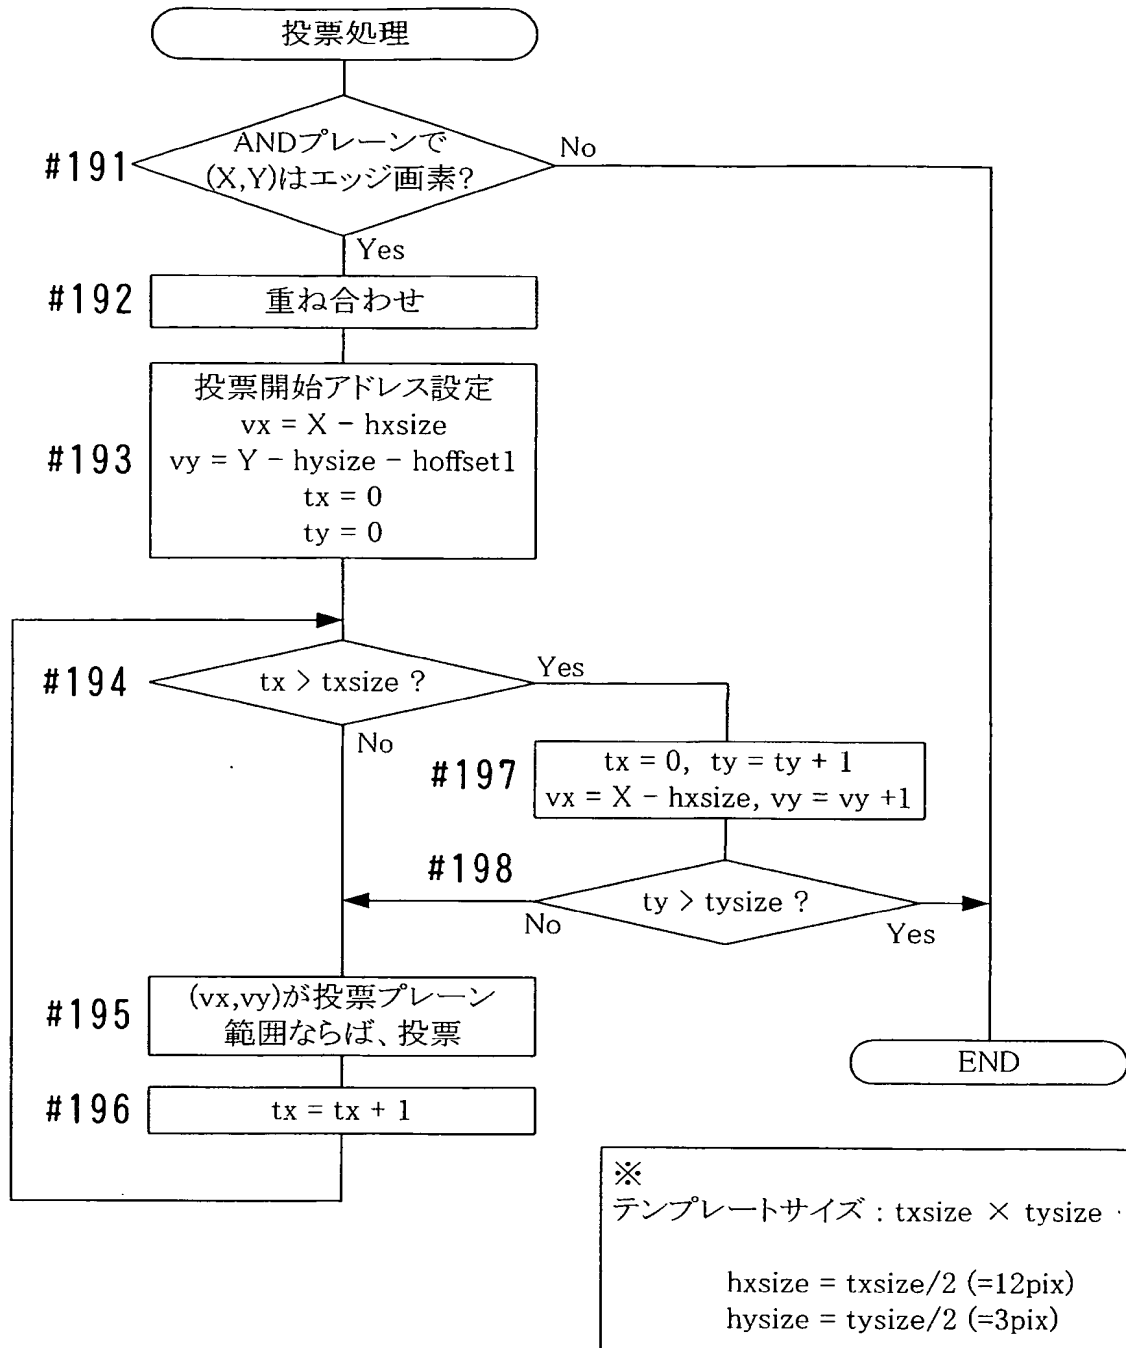 投票処理
#191
ANDプレーンで
(X,Y)はエッジ画素?
No
Yes
#192
重ね合わせ
#193
投票開始アドレス設定
vx = X − hxsize
vy = Y − hysize − hoffset1
tx = 0
ty = 0
#194
tx > txsize ?
Yes
No
#197
tx = 0, ty = ty + 1
vx = X − hxsize, vy = vy +1
#198
ty > tysize ?
No
Yes
#195
(vx,vy)が投票プレーン
範囲ならば、投票
#196
tx = tx + 1
END
※
テンプレートサイズ : txsize × tysize
hxsize = txsize/2 (=12pix)
hysize = tysize/2 (=3pix)